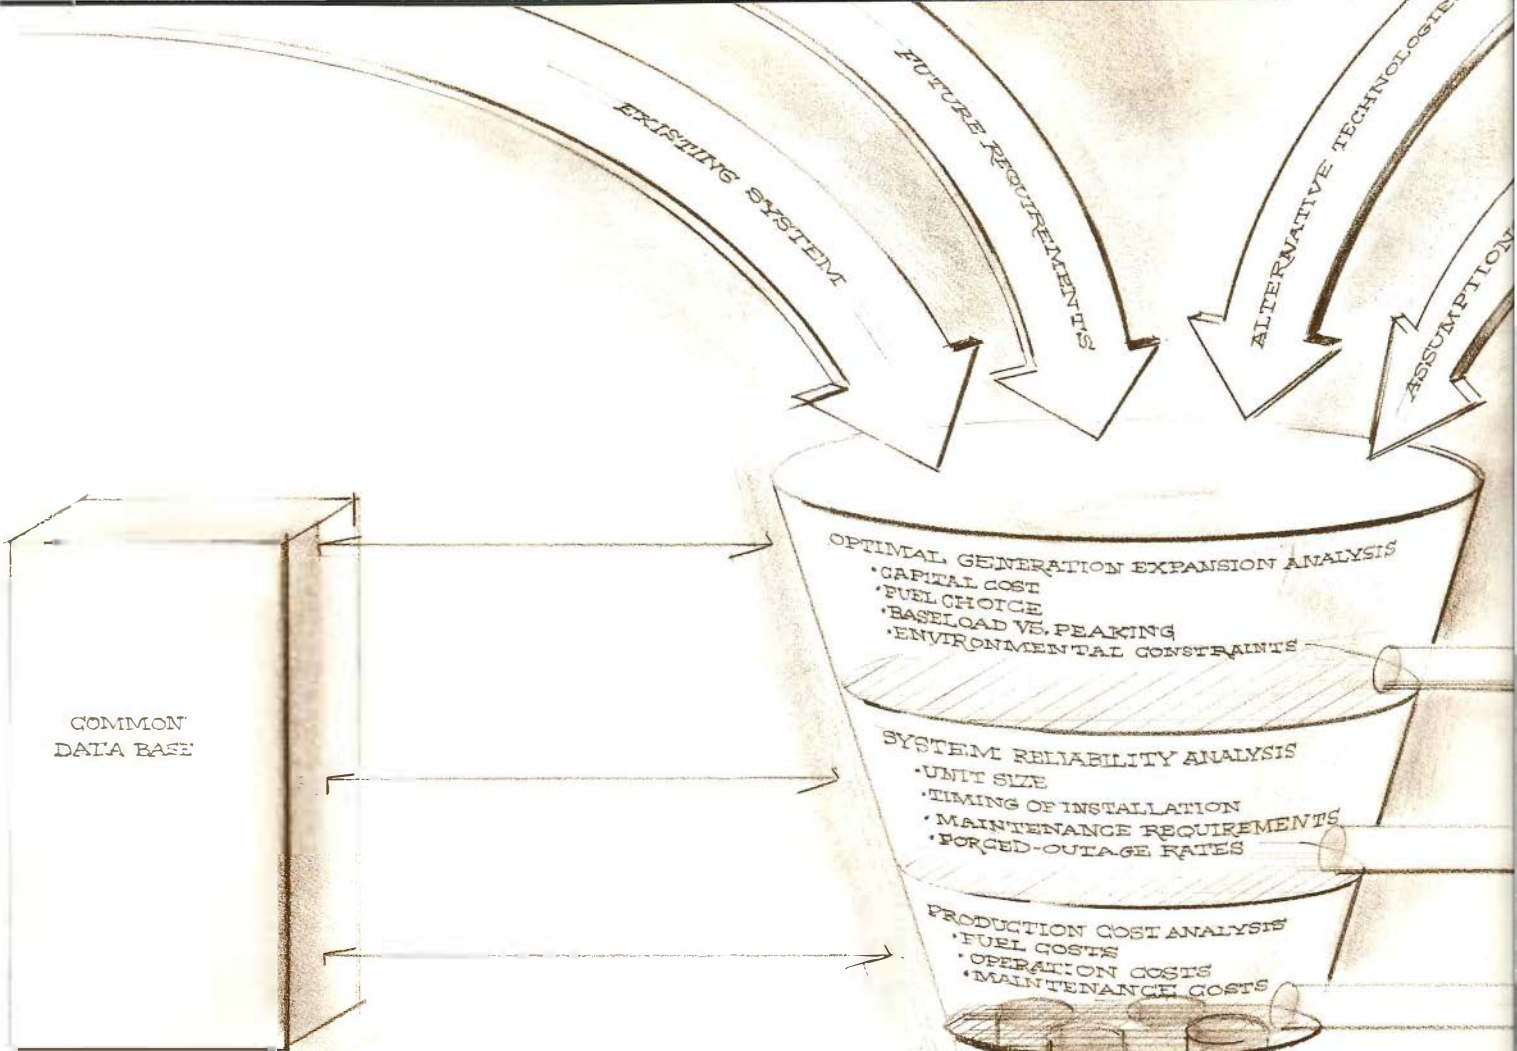 EXISTING SYSTEM
FUTURE REQUIREMENTS
ALTERNATIVE TECHNOLOGIES
ASSUMPTION
OPTIMAL GENERATION EXPANSION ANALYSIS
•CAPITAL COST
•FUEL CHOICE
•BASELOAD VS. PEAKING
•ENVIRONMENTAL CONSTRAINTS
COMMON
DATA BASE
SYSTEM RELIABILITY ANALYSIS
•UNIT SIZE
•TIMING OF INSTALLATION
•MAINTENANCE REQUIREMENTS
•FORCED-OUTAGE RATES
PRODUCTION COST ANALYSIS
•FUEL COSTS
•OPERATION COSTS
•MAINTENANCE COSTS